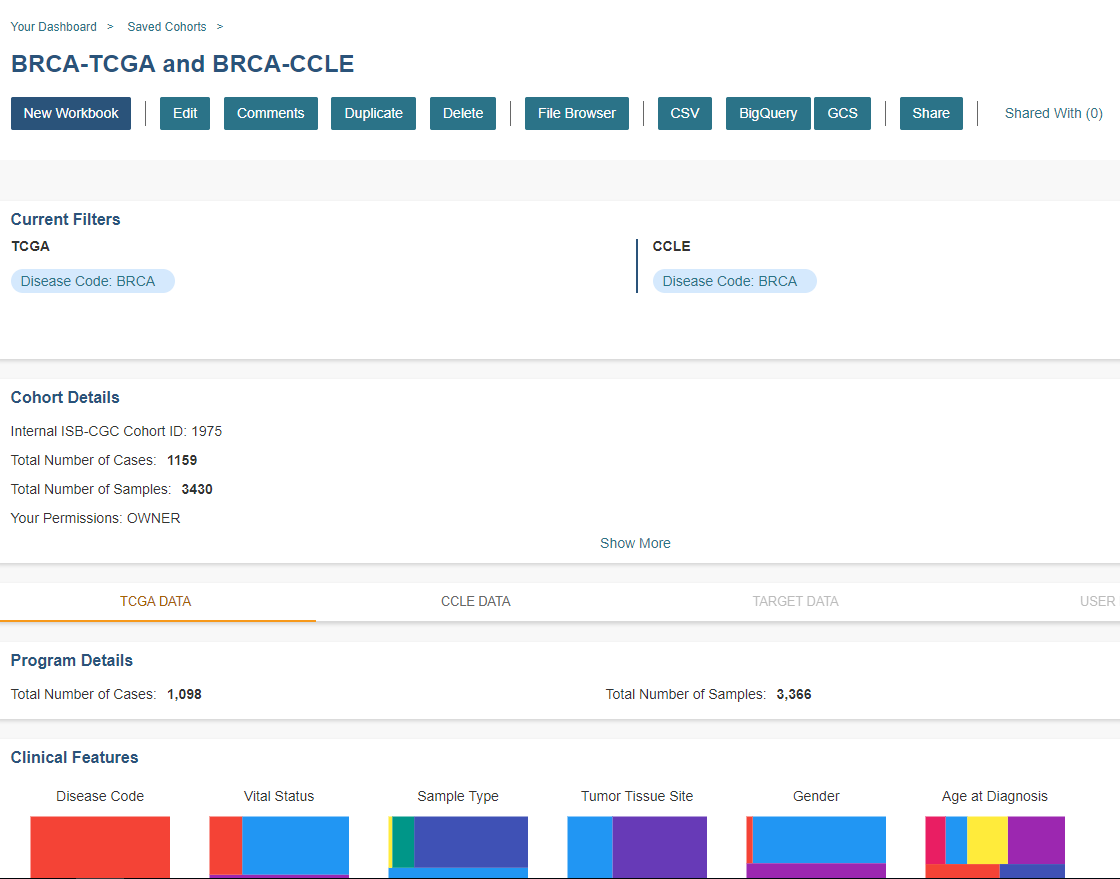 Your Dashboard > Saved Cohorts >
BRCA-TCGA and BRCA-CCLE
New Workbook Edit Comments Duplicate Delete File Browser CSV BigQuery GCS Share Shared With (0)
Current Filters
TCGA
Disease Code: BRCA
CCLE
Disease Code: BRCA
Cohort Details
Internal ISB-CGC Cohort ID: 1975
Total Number of Cases: 1159
Total Number of Samples: 3430
Your Permissions: OWNER
Show More
TCGA DATA CCLE DATA TARGET DATA USER
Program Details
Total Number of Cases: 1,098 Total Number of Samples: 3,366
Clinical Features
Disease Code Vital Status Sample Type Tumor Tissue Site Gender Age at Diagnosis